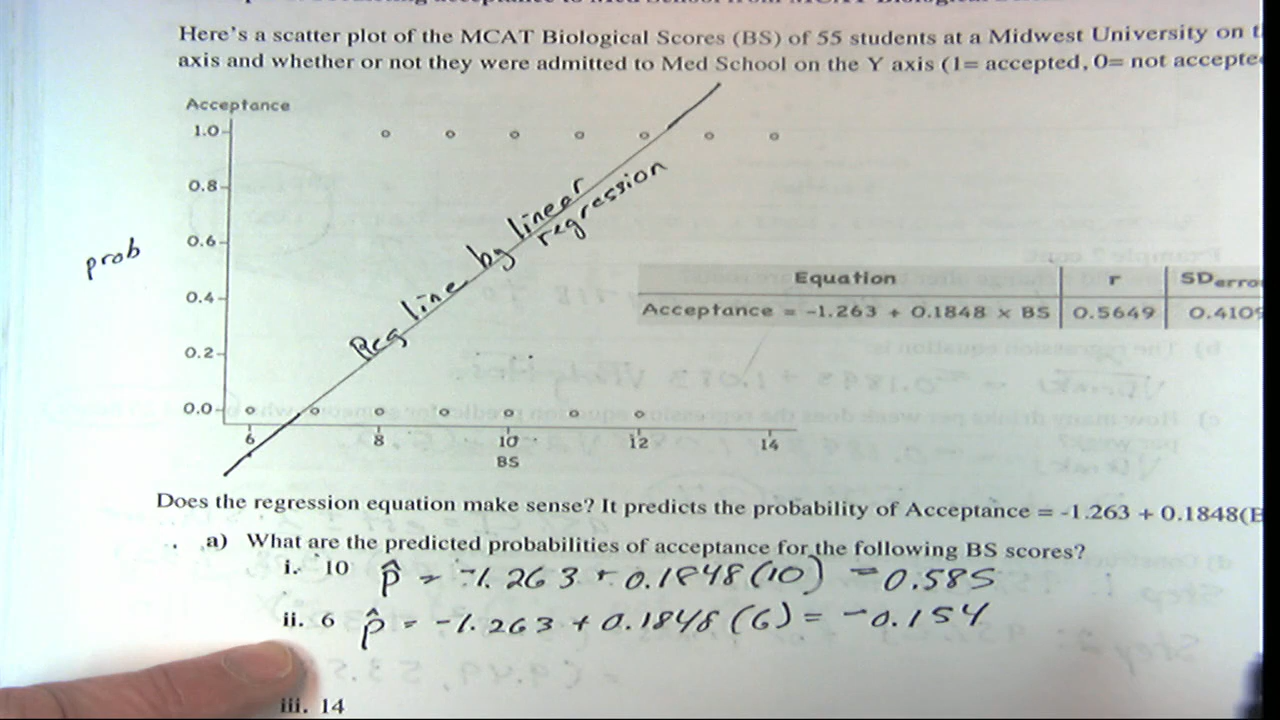 Here's a scatter plot of the MCAT Biological Scores (BS) of 55 students at a Midwest University on
axis and whether or not they were admitted to Med School on the Y axis (1= accepted, 0= not accepte
Acceptance
1.0
0.8
0.6
0.4
0.2
0.0
prob
Reg line by linear
regression
6 8 10 12 14
BS
Equation r SDerro
Acceptance = -1.263 + 0.1848 x BS 0.5649 0.4109
Does the regression equation make sense? It predicts the probability of Acceptance = -1.263 + 0.1848(B
a) What are the predicted probabilities of acceptance for the following BS scores?
i. 10 p̂ = -1.263 + 0.1848(10) = 0.585
ii. 6 p̂ = -1.263 + 0.1848(6) = -0.154
iii. 14